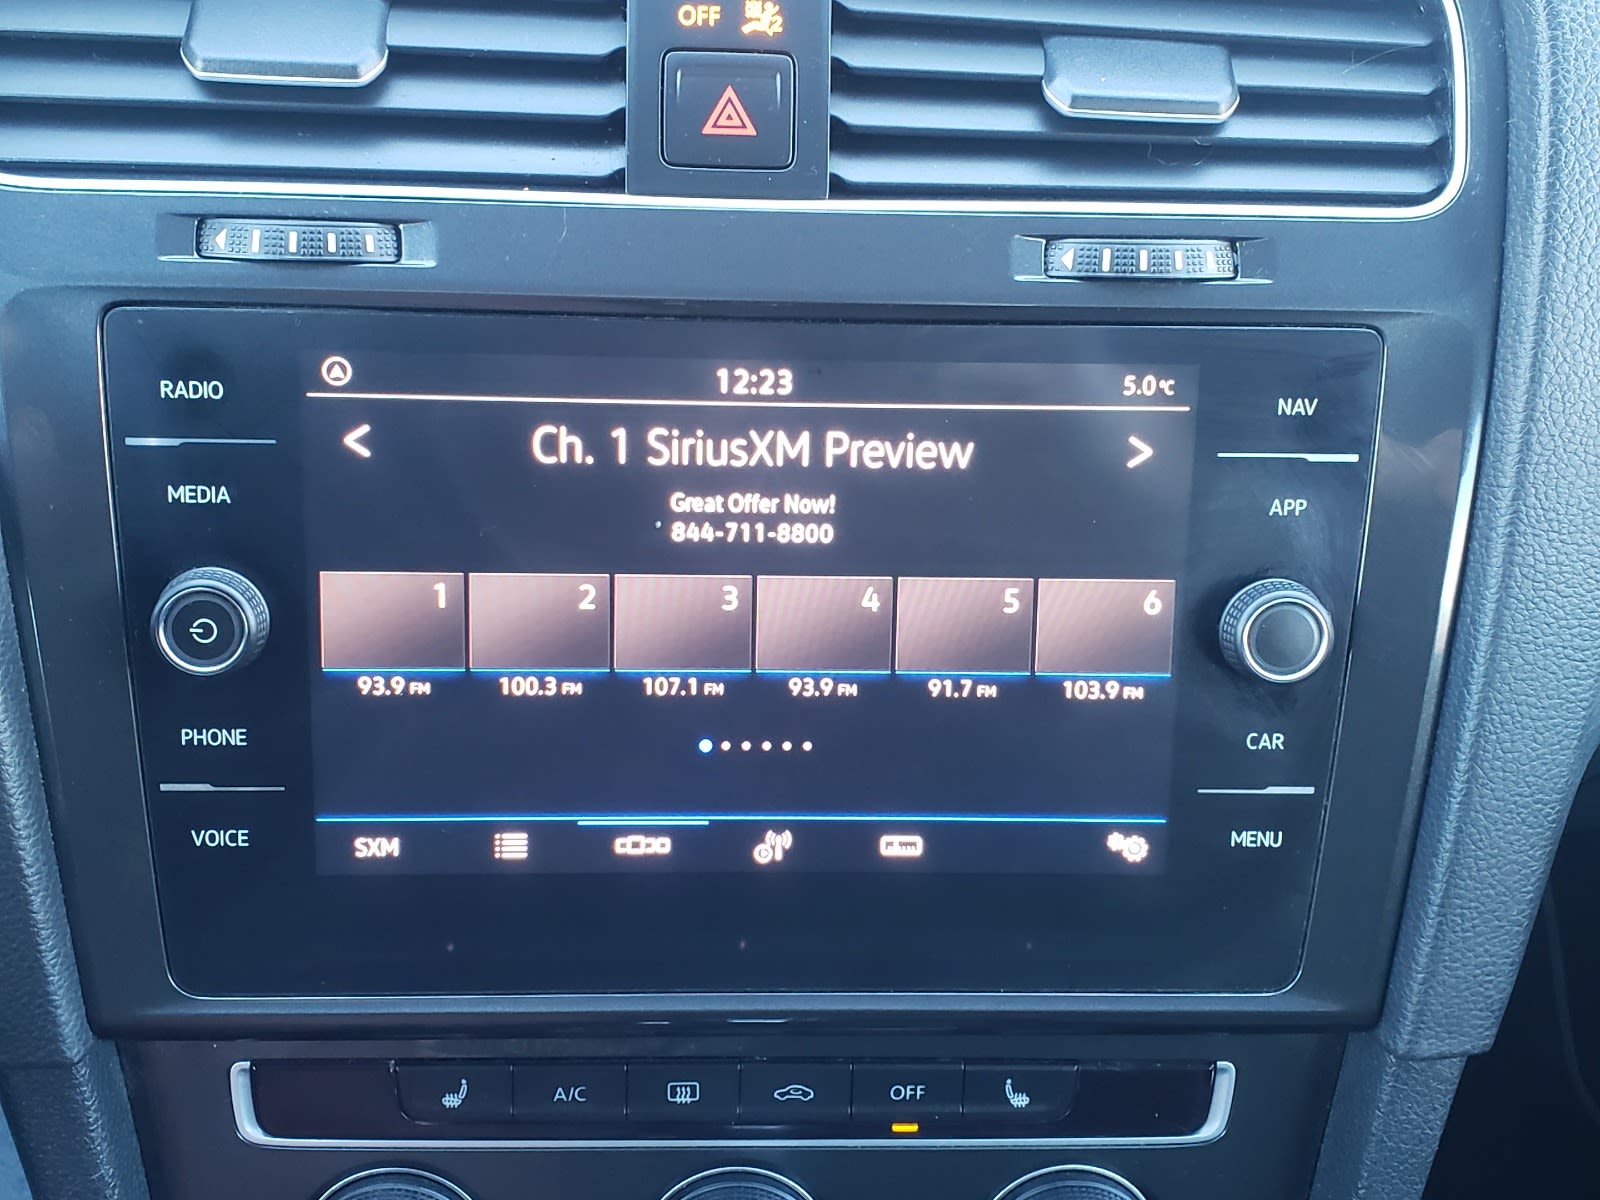 OFF 2
RADIO
MEDIA
PHONE
VOICE
12:23
5.0°C
< Ch. 1 SiriusXM Preview >
Great Offer Now!
844-711-8800
1 2 3 4 5 6
93.9 FM 100.3 FM 107.1 FM 93.9 FM 91.7 FM 103.9 FM
SXM
NAV
APP
CAR
MENU
A/C OFF